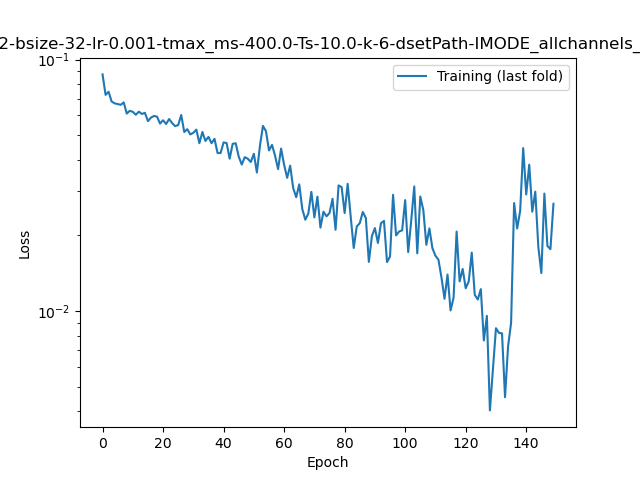 2-bsize-32-lr-0.001-tmax_ms-400.0-Ts-10.0-k-6-dsetPath-IMODE_allchannels_
Training (last fold)
Loss
10⁻¹
10⁻²
0 20 40 60 80 100 120 140
Epoch